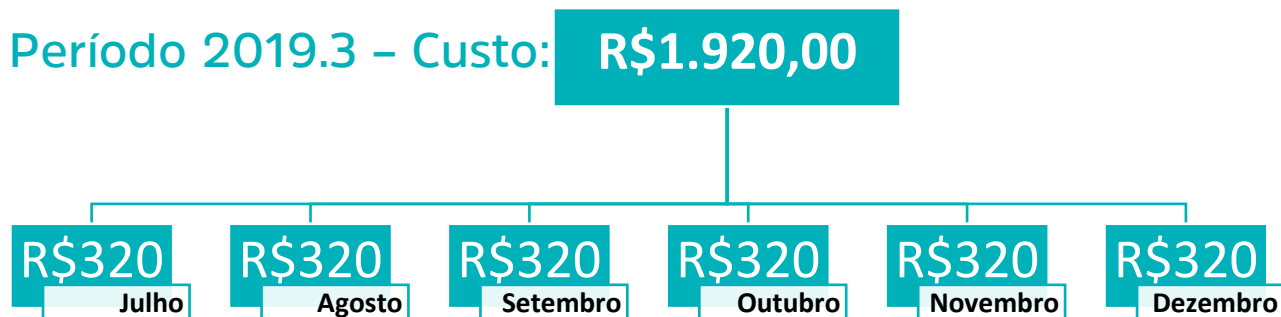 Período 2019.3 – Custo: R$1.920,00
R$320 R$320 R$320 R$320 R$320 R$320
Julho Agosto Setembro Outubro Novembro Dezembro